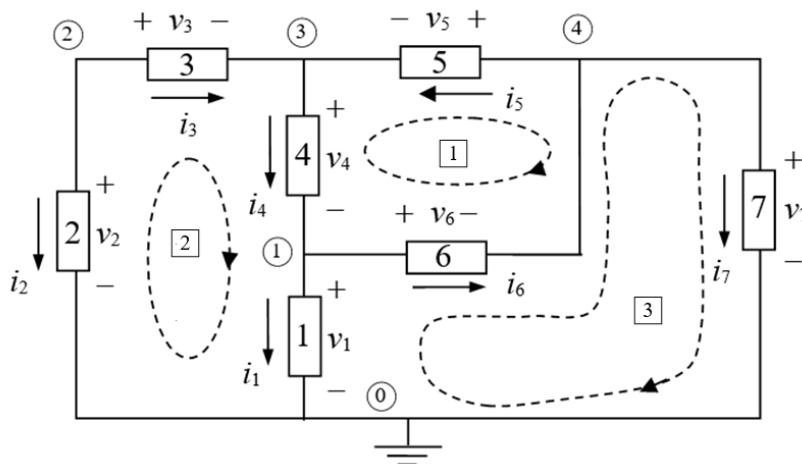 + v3 − − v5 +
2 3 4
3 5
i3 i5
+ + +
4 v4 1
i4
− + v6 −
2 v2 2 1 6 7
i2 i6 i7
− + −
1 v1 3
i1
− 0